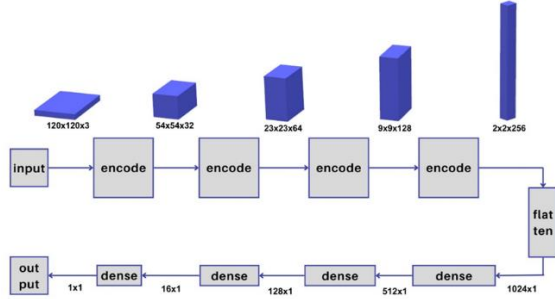 120x120x3
54x54x32
23x23x64
9x9x128
2x2x256
input
encode
encode
encode
encode
flat
ten
out
put
1x1
dense
16x1
dense
128x1
dense
512x1
dense
1024x1